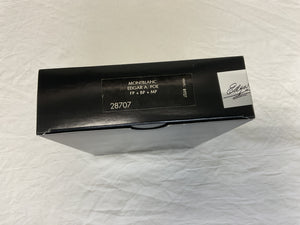 MONTBLANC
EDGAR A. POE
FP + BP + MP
28707